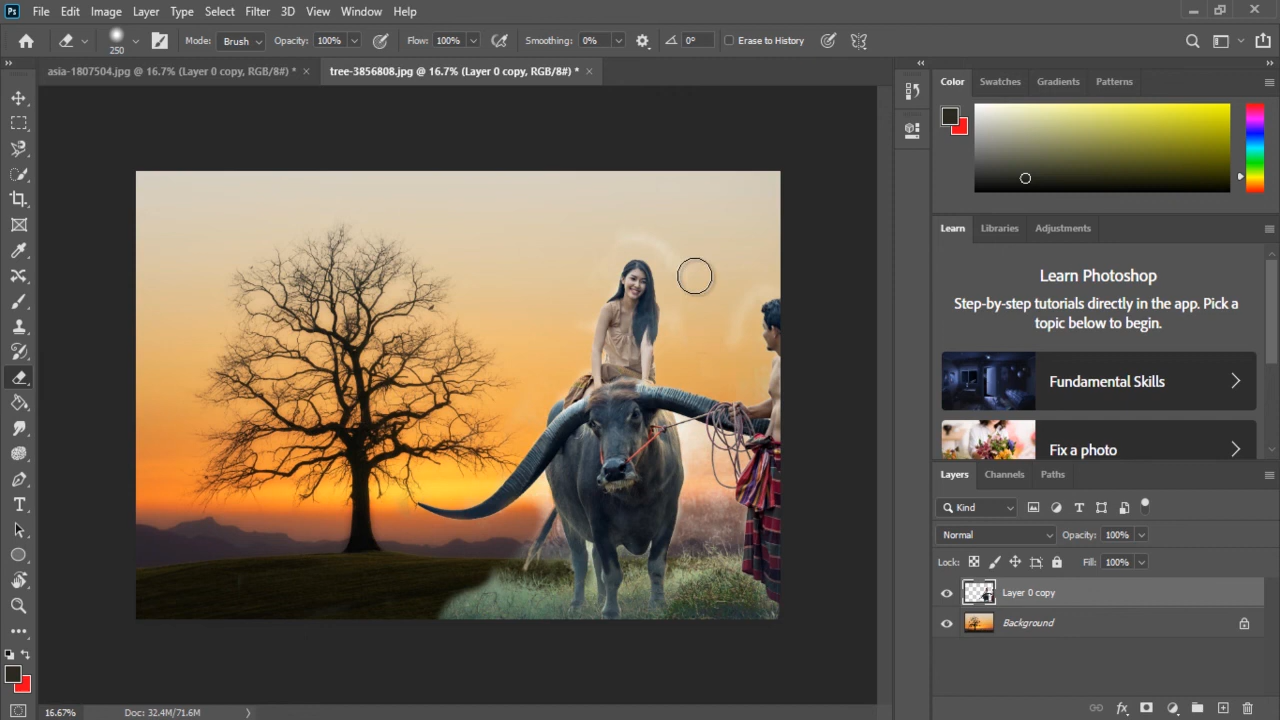 Ps File Edit Image Layer Type Select Filter 3D View Window Help
250 Mode: Brush Opacity: 100% Flow: 100% Smoothing: 0% 0° Erase to History
asia-1807504.jpg @ 16.7% (Layer 0 copy, RGB/8#) * × tree-3856808.jpg @ 16.7% (Layer 0 copy, RGB/8#) * ×
Color Swatches Gradients Patterns
Learn Libraries Adjustments
Learn Photoshop
Step-by-step tutorials directly in the app. Pick a
topic below to begin.
Fundamental Skills
Fix a photo
Layers Channels Paths
Kind
Normal Opacity: 100%
Lock: Fill: 100%
Layer 0 copy
Background
16.67% Doc: 32.4M/71.6M